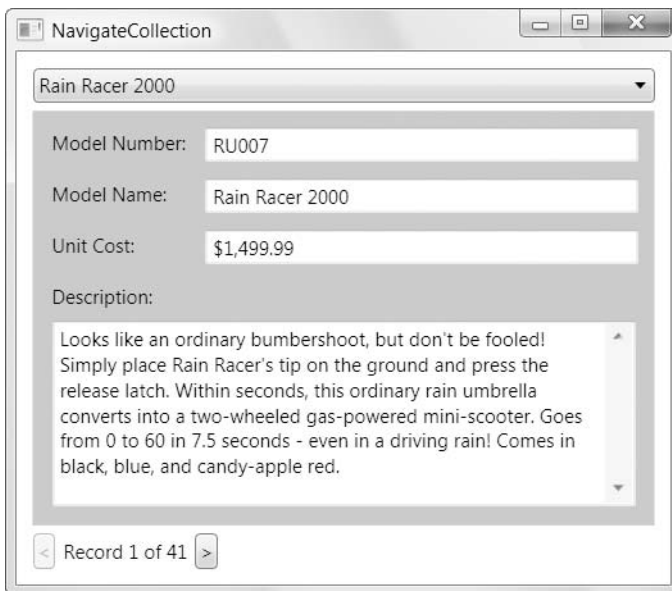 NavigateCollection
Rain Racer 2000
Model Number: RU007
Model Name: Rain Racer 2000
Unit Cost: $1,499.99
Description:
Looks like an ordinary bumbershoot, but don't be fooled!
Simply place Rain Racer's tip on the ground and press the
release latch. Within seconds, this ordinary rain umbrella
converts into a two-wheeled gas-powered mini-scooter. Goes
from 0 to 60 in 7.5 seconds - even in a driving rain! Comes in
black, blue, and candy-apple red.
< Record 1 of 41 >